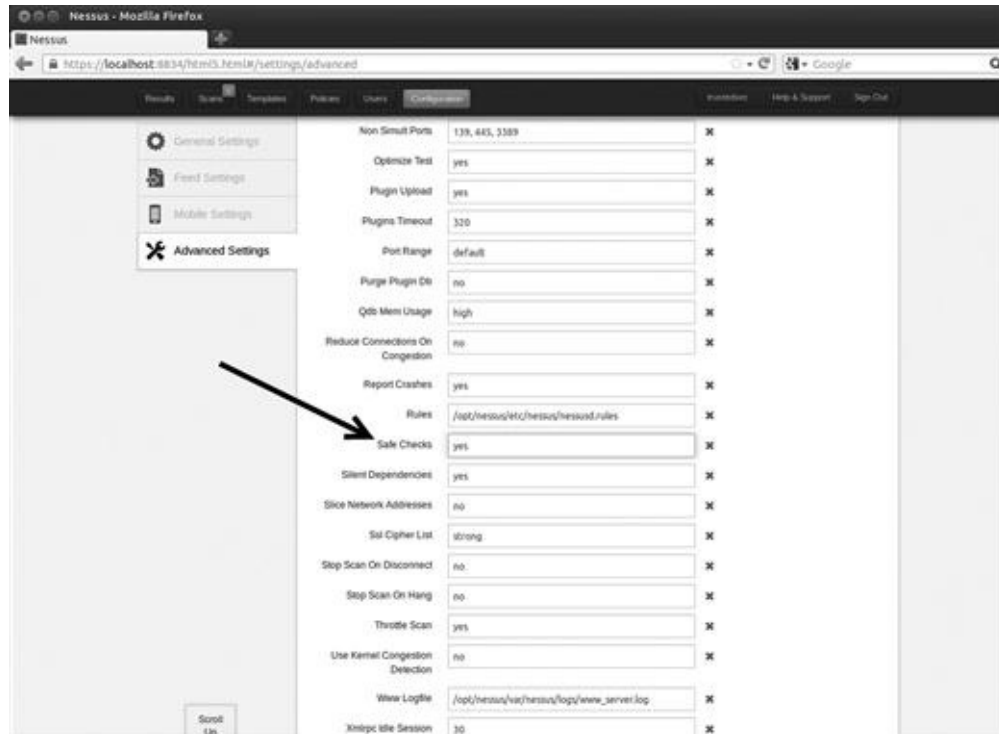 Nessus - Mozilla Firefox
Nessus
https://localhost:8834/html5.html#/settings/advanced
Google
Results Scans Templates Policies Users Configuration Help & Support Sign Out
General Settings
Feed Settings
Mobile Settings
Advanced Settings
Non Simult Ports 139, 445, 3389
Optimize Test yes
Plugin Upload yes
Plugins Timeout 320
Port Range default
Purge Plugin Db no
Qdb Mem Usage high
Reduce Connections On Congestion no
Report Crashes yes
Rules /opt/nessus/etc/nessus/nessusd.rules
Safe Checks yes
Silent Dependencies yes
Slice Network Addresses no
Ssl Cipher List strong
Stop Scan On Disconnect no
Stop Scan On Hang no
Throttle Scan yes
Use Kernel Congestion Detection no
Www Logfile /opt/nessus/var/nessus/logs/www_server.log
Xmlrpc Idle Session 30
Scroll
Up